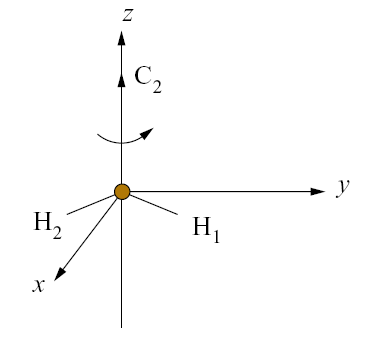 z
C₂
y
H₂
H₁
x